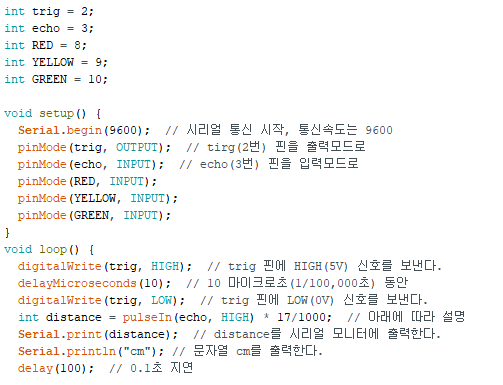 int trig = 2;
int echo = 3;
int RED = 8;
int YELLOW = 9;
int GREEN = 10;
void setup() {
Serial.begin(9600);  // 시리얼 통신 시작, 통신속도는 9600
pinMode(trig, OUTPUT);  // tirg(2번) 핀을 출력모드로
pinMode(echo, INPUT);  // echo(3번) 핀을 입력모드로
pinMode(RED, INPUT);
pinMode(YELLOW, INPUT);
pinMode(GREEN, INPUT);
}
void loop() {
digitalWrite(trig, HIGH);  // trig 핀에 HIGH(5V) 신호를 보낸다.
delayMicroseconds(10);  // 10 마이크로초(1/100,000초) 동안
digitalWrite(trig, LOW);  // trig 핀에 LOW(0V) 신호를 보낸다.
int distance = pulseIn(echo, HIGH) * 17/1000;  // 아래에 따라 설명
Serial.print(distance);  // distance를 시리얼 모니터에 출력한다.
Serial.println("cm"); // 문자열 cm를 출력한다.
delay(100);  // 0.1초 지연